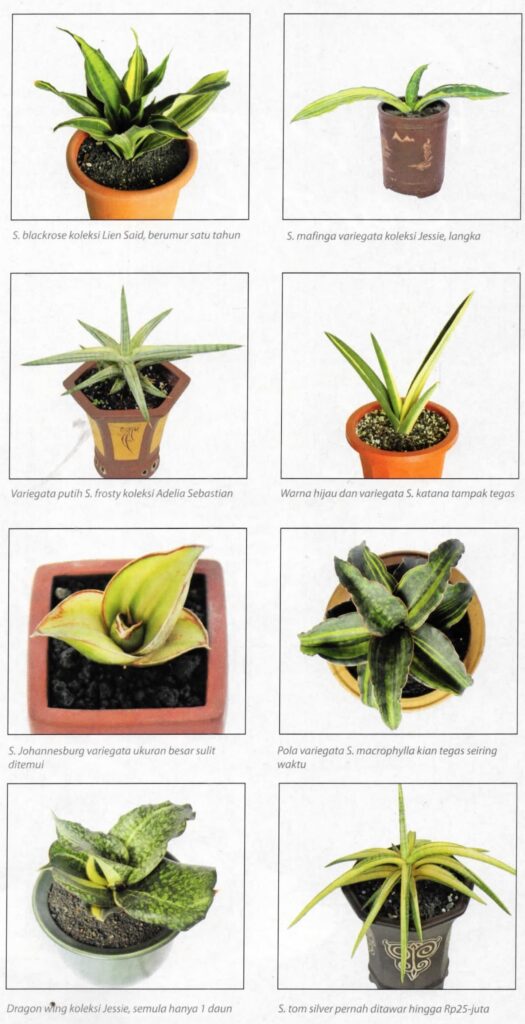 S. blackrose koleksi Lien Said, berumur satu tahun
S. mafinga variegata koleksi Jessie, langka
Variegata putih S. frosty koleksi Adelia Sebastian
Warna hijau dan variegata S. katana tampak tegas
S. Johannesburg variegata ukuran besar sulit
ditemui
Pola variegata S. macrophylla kian tegas seiring
waktu
Dragon wing koleksi Jessie, semula hanya 1 daun
S. tom silver pernah ditawar hingga Rp25-juta